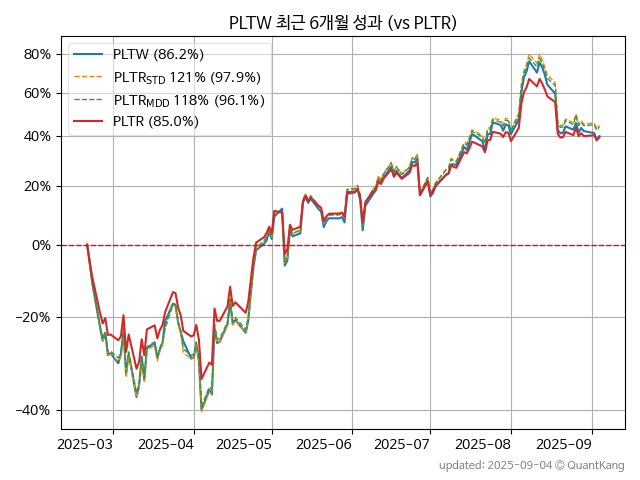 PLTW 최근 6개월 성과 (vs PLTR)
PLTW (86.2%)
PLTRSTD 121% (97.9%)
PLTRMDD 118% (96.1%)
PLTR (85.0%)
80%
60%
40%
20%
0%
−20%
−40%
2025-03 2025-04 2025-05 2025-06 2025-07 2025-08 2025-09
updated: 2025-09-04 © QuantKang